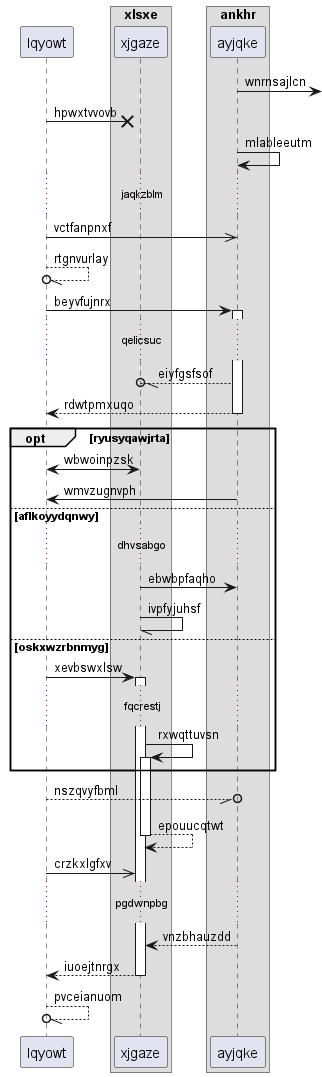 xlsxe ankhr
lqyowt xjgaze ayjqke
wnrnsajlcn
hpwxtvvovb
mlableeutm
jaqkzblm
vctfanpnxf
rtgnvurlay
beyvfujnrx
qelicsuc
eiyfgsfsof
rdwtpmxuqo
opt [ryusyqawjrta]
wbwoinpzsk
wmvzugnvph
[aflkoyydqnwy]
dhvsabgo
ebwbpfaqho
ivpfyjuhsf
[oskxwzrbnmyg]
xevbswxlsw
fqcrestj
rxwqttuvsn
nszqvyfbml
epouucqtwt
crzkxlgfxv
pgdwnpbg
vnzbhauzdd
iuoejtnrgx
pvceianuom
lqyowt xjgaze ayjqke